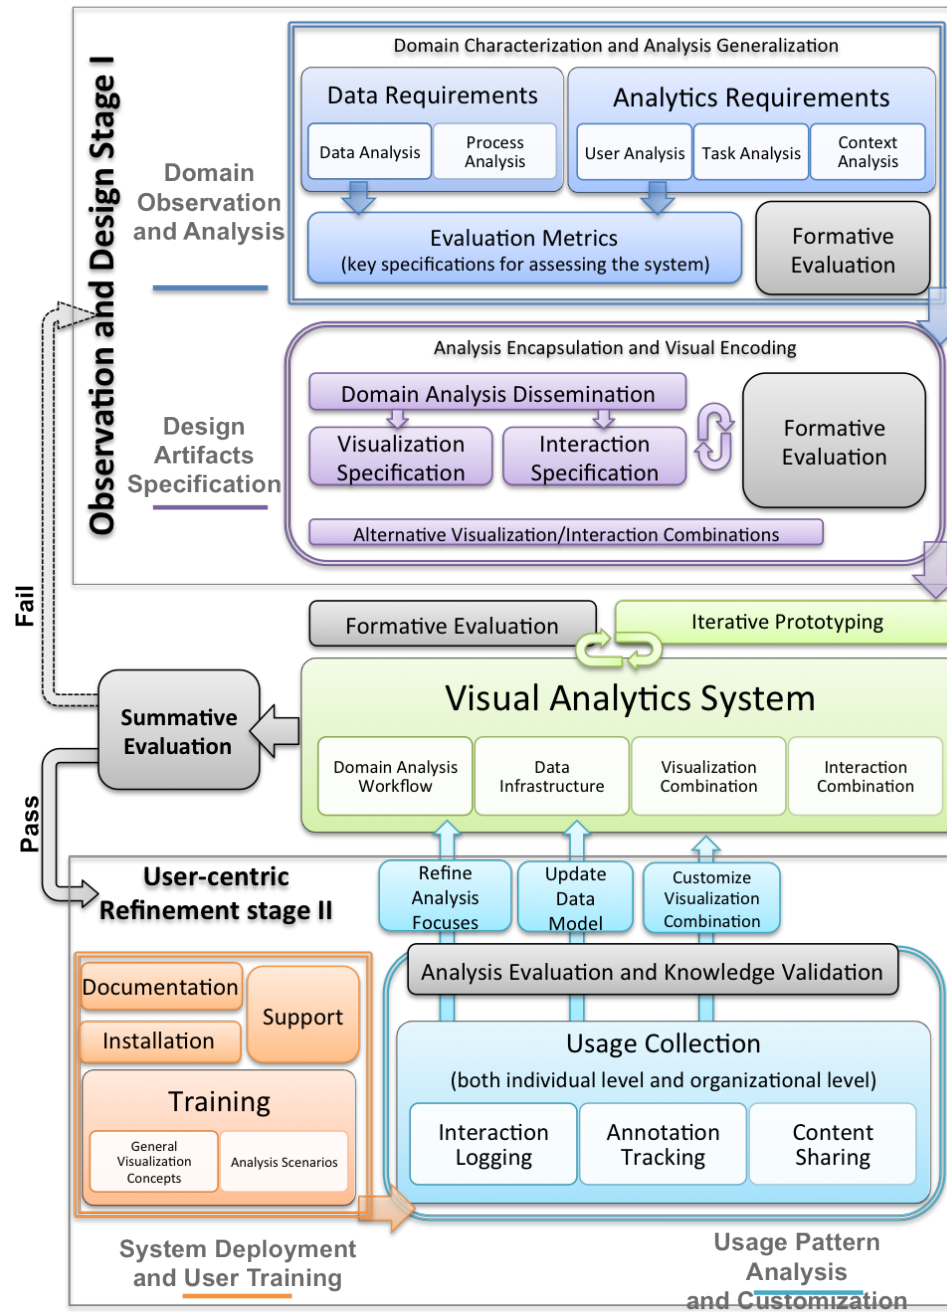 Observation and Design Stage I
Domain
Observation
and Analysis
Domain Characterization and Analysis Generalization
Data Requirements
Data Analysis
Process
Analysis
Analytics Requirements
User Analysis
Task Analysis
Context
Analysis
Evaluation Metrics
(key specifications for assessing the system)
Formative
Evaluation
Design
Artifacts
Specification
Analysis Encapsulation and Visual Encoding
Domain Analysis Dissemination
Visualization
Specification
Interaction
Specification
Formative
Evaluation
Alternative Visualization/Interaction Combinations
Fail
Formative Evaluation
Iterative Prototyping
Summative
Evaluation
Visual Analytics System
Domain Analysis
Workflow
Data
Infrastructure
Visualization
Combination
Interaction
Combination
Pass
User-centric
Refinement stage II
Refine
Analysis
Focuses
Update
Data
Model
Customize
Visualization
Combination
Documentation
Installation
Support
Training
General
Visualization
Concepts
Analysis Scenarios
Analysis Evaluation and Knowledge Validation
Usage Collection
(both individual level and organizational level)
Interaction
Logging
Annotation
Tracking
Content
Sharing
System Deployment
and User Training
Usage Pattern
Analysis
and Customization